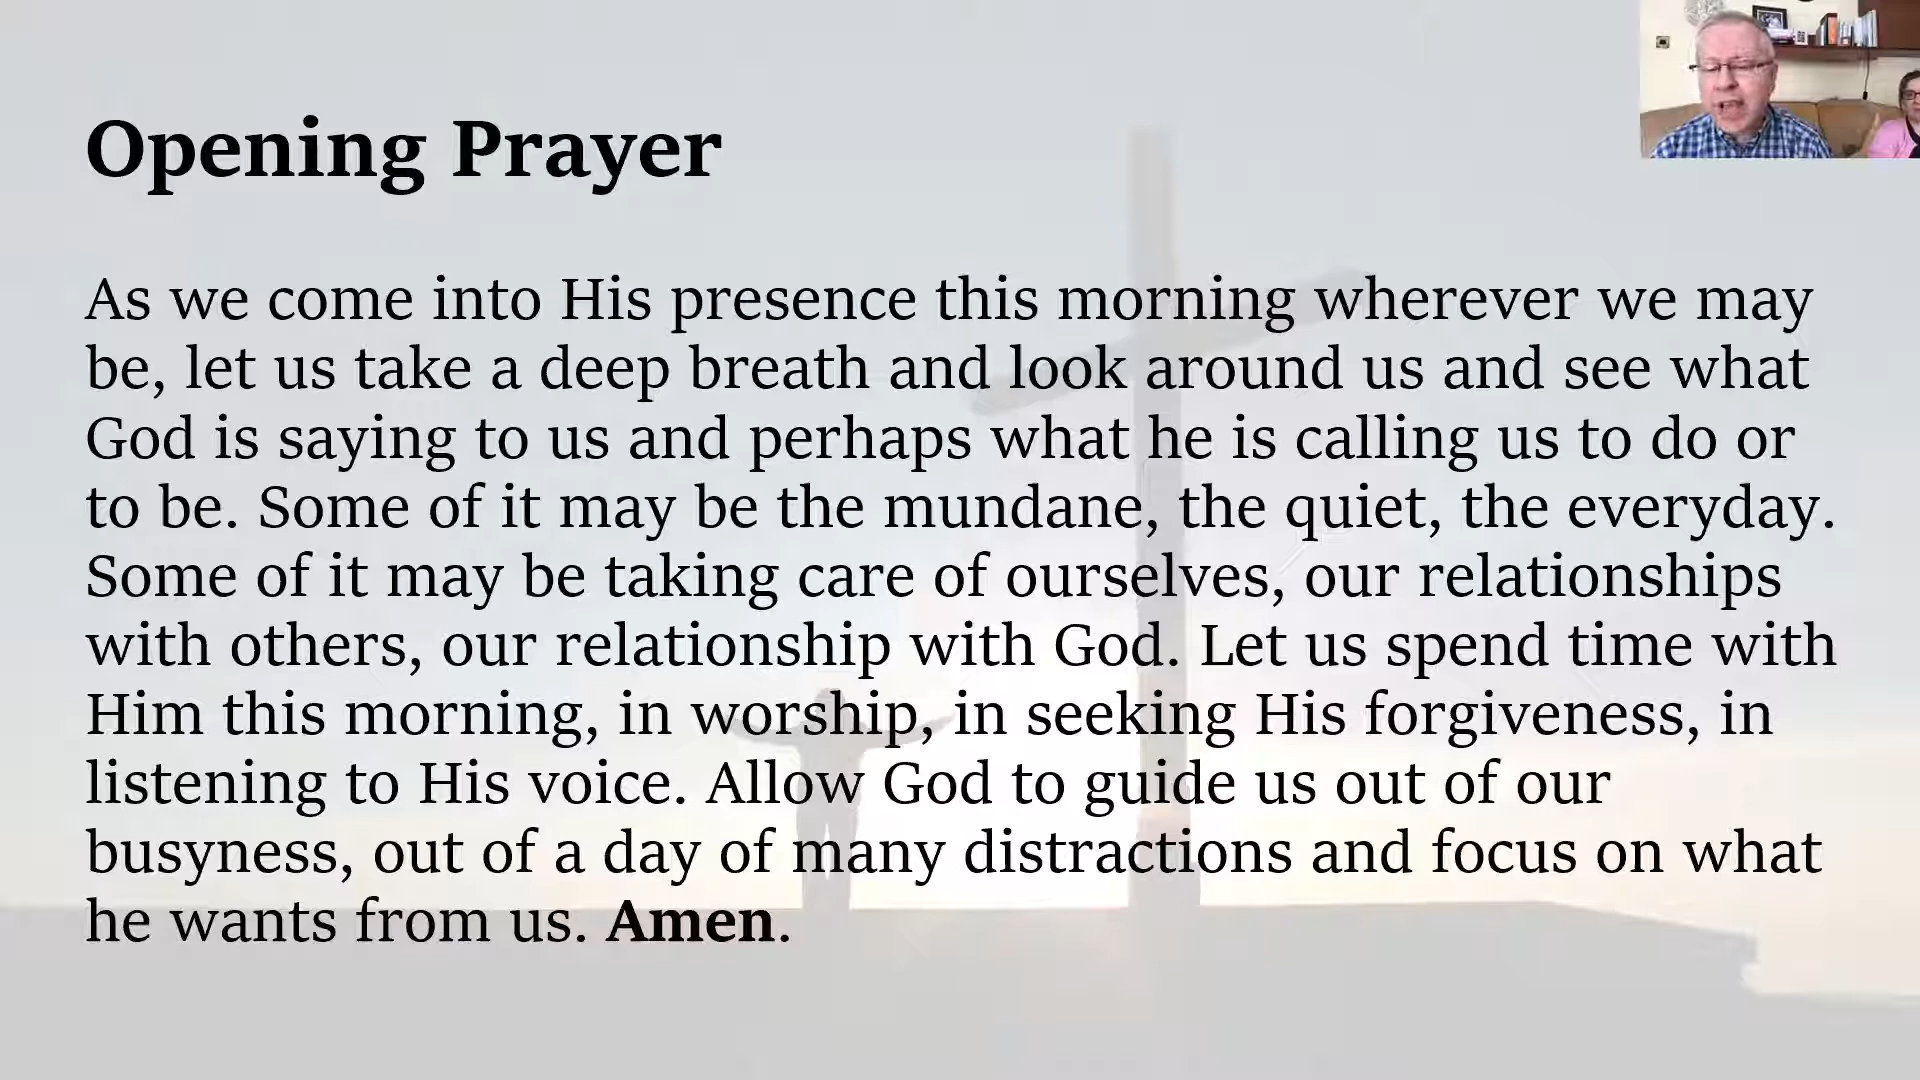 Opening Prayer
As we come into His presence this morning wherever we may
be, let us take a deep breath and look around us and see what
God is saying to us and perhaps what he is calling us to do or
to be. Some of it may be the mundane, the quiet, the everyday.
Some of it may be taking care of ourselves, our relationships
with others, our relationship with God. Let us spend time with
Him this morning, in worship, in seeking His forgiveness, in
listening to His voice. Allow God to guide us out of our
busyness, out of a day of many distractions and focus on what
he wants from us. Amen.